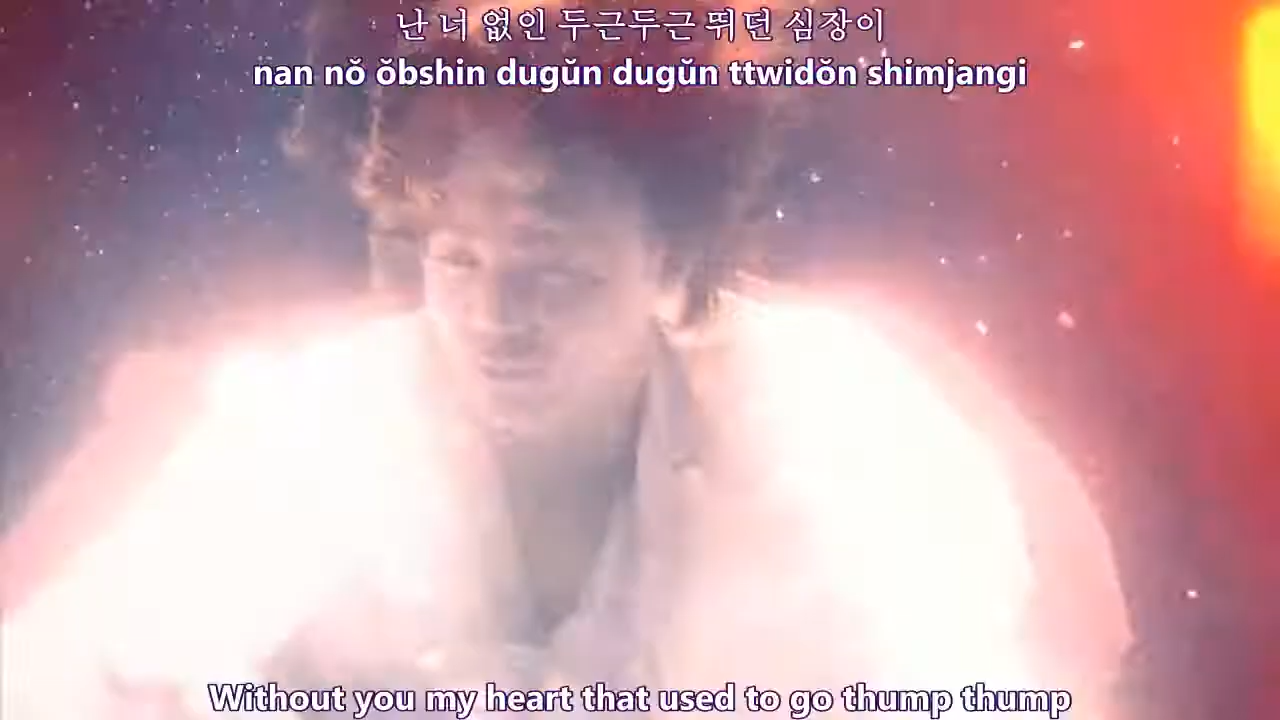 난 너 없인 두근두근 뛰던 심장이
nan nŏ ŏbshin dugŭn dugŭn ttwidŏn shimjangi
Without you my heart that used to go thump thump